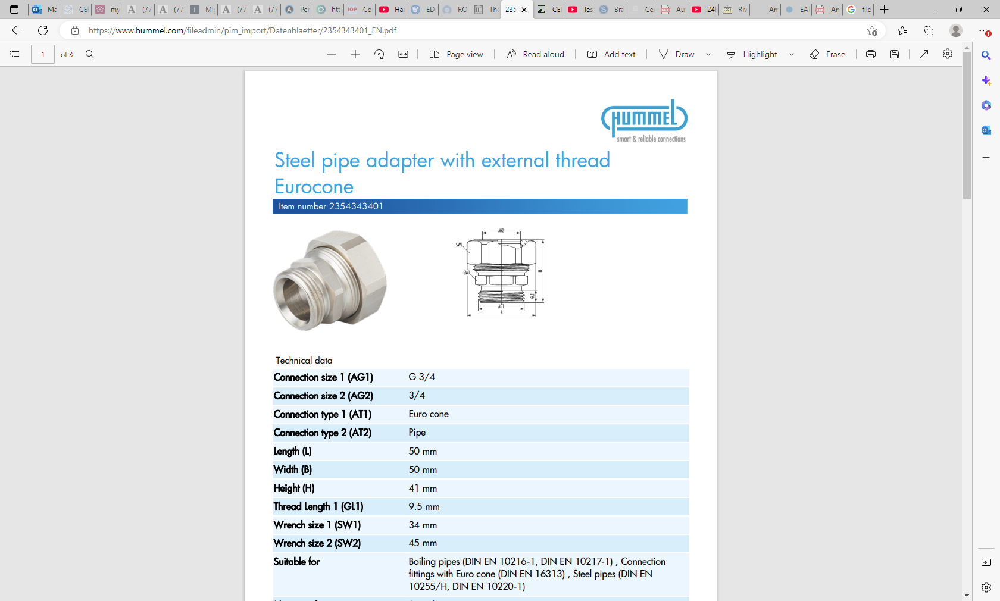 Ma
CE
my
(77
(77
Mi
(77
(77
Per
htt
IOP Co
Ha
ED
RO
The
235
CE
Tes
Bra
Ce
Au
24
Riv
Am
EA
An
file
https://www.hummel.com/fileadmin/pim_import/Datenblaetter/2354343401_EN.pdf
1 of 3
Page view
Read aloud
Add text
Draw
Highlight
Erase
HUMMEL
smart & reliable connections
Steel pipe adapter with external thread
Eurocone
Item number 2354343401
AG2
SW2
SW1
H
GL1
AG1
B
Technical data
Connection size 1 (AG1) G 3/4
Connection size 2 (AG2) 3/4
Connection type 1 (AT1) Euro cone
Connection type 2 (AT2) Pipe
Length (L) 50 mm
Width (B) 50 mm
Height (H) 41 mm
Thread Length 1 (GL1) 9.5 mm
Wrench size 1 (SW1) 34 mm
Wrench size 2 (SW2) 45 mm
Suitable for Boiling pipes (DIN EN 10216-1, DIN EN 10217-1) , Connection
fittings with Euro cone (DIN EN 16313) , Steel pipes (DIN EN
10255/H, DIN EN 10220-1)